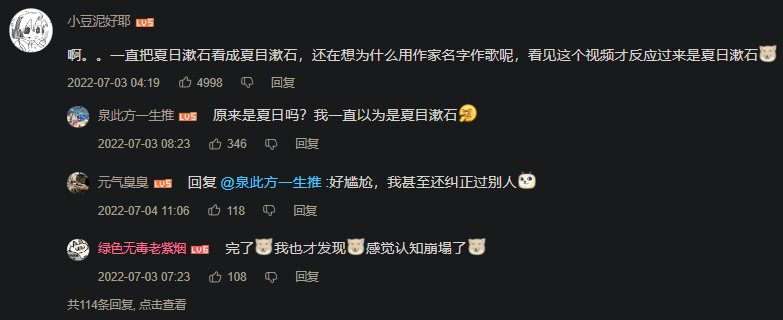 小豆泥好耶 LV5
啊。。一直把夏日漱石看成夏目漱石，还在想为什么用作家名字作歌呢，看见这个视频才反应过来是夏日漱石
2022-07-03 04:19 4998 回复
泉此方一生推 LV5 原来是夏日吗？我一直以为是夏目漱石
2022-07-03 08:23 346 回复
元气臭臭 LV5 回复 @泉此方一生推 :好尴尬，我甚至还纠正过别人
2022-07-04 11:06 118 回复
绿色无毒老紫烟 LV5 完了我也才发现感觉认知崩塌了
2022-07-03 07:23 108 回复
共114条回复, 点击查看